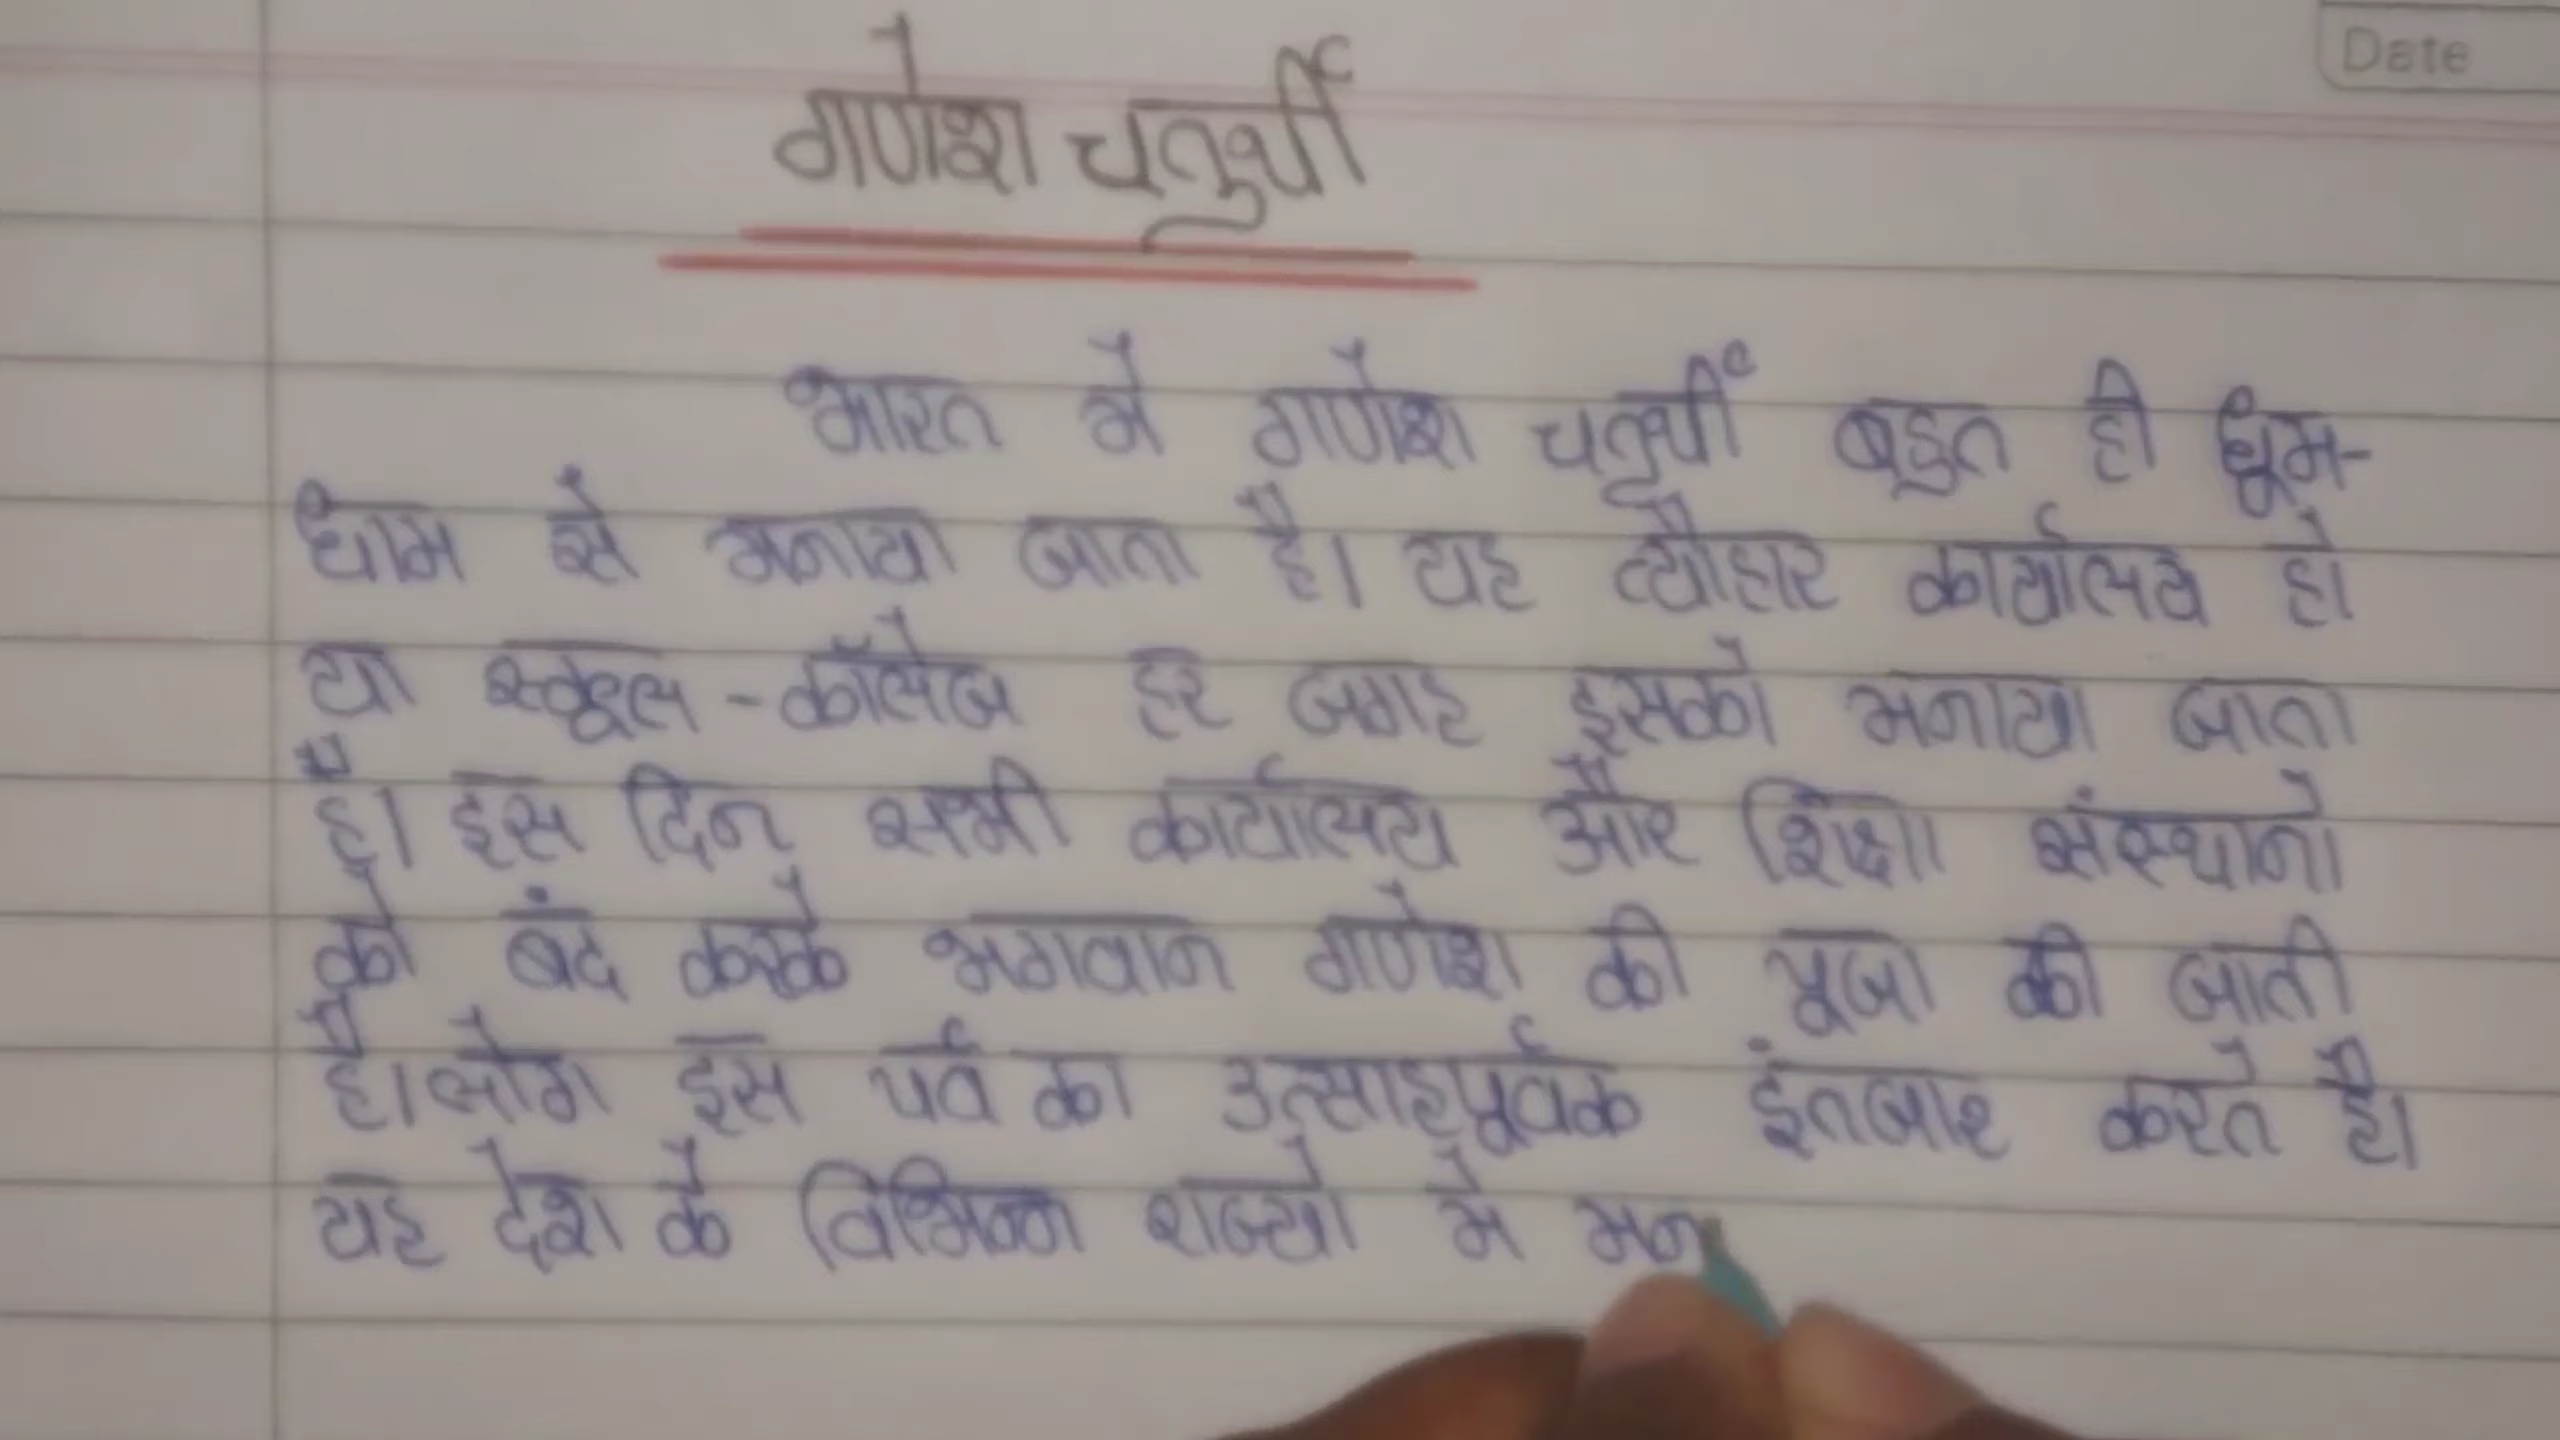 Date
गणेश चतुर्थी
भारत मे गणेश चतुर्थी बहुत ही धूम-
धाम से मनाया जाता है। यह त्यौहार कार्यालय हो
या स्कूल-कॉलेज हर जगह इसको मनाया जाता
है। इस दिन सभी कार्यालय और शिक्षा संस्थानो
को बंद करके भगवान गणेश की पूजा की जाती
है। लोग इस पर्व का उत्साहपूर्वक इंतजार करते है।
यह देश के विभिन्न राज्यो मे मन